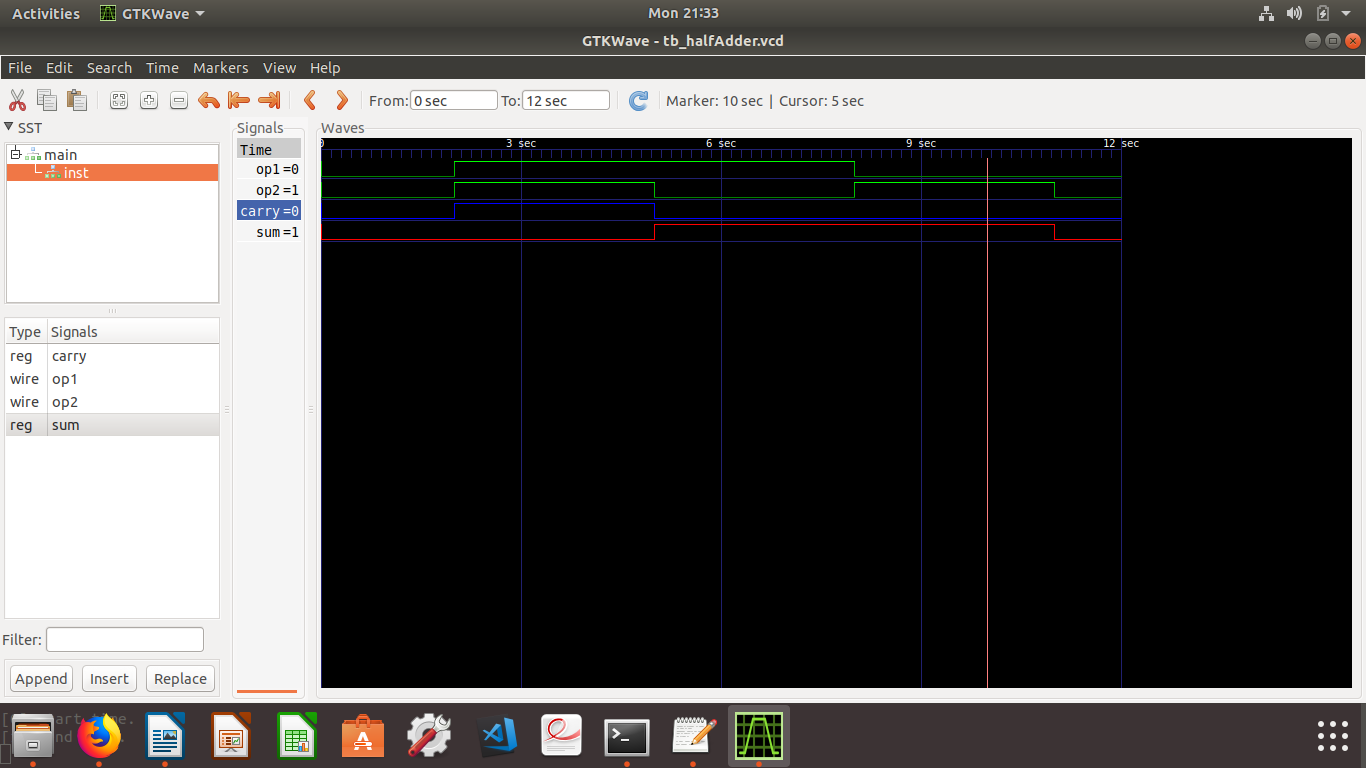 Activities GTKWave Mon 21:33
GTKWave - tb_halfAdder.vcd
File Edit Search Time Markers View Help
From: 0 sec To: 12 sec Marker: 10 sec | Cursor: 5 sec
SST
main
inst
Type Signals
reg carry
wire op1
wire op2
reg sum
Filter:
Append Insert Replace
Signals
Time
op1=0
op2=1
carry=0
sum=1
Waves
0 3 sec 6 sec 9 sec 12 sec